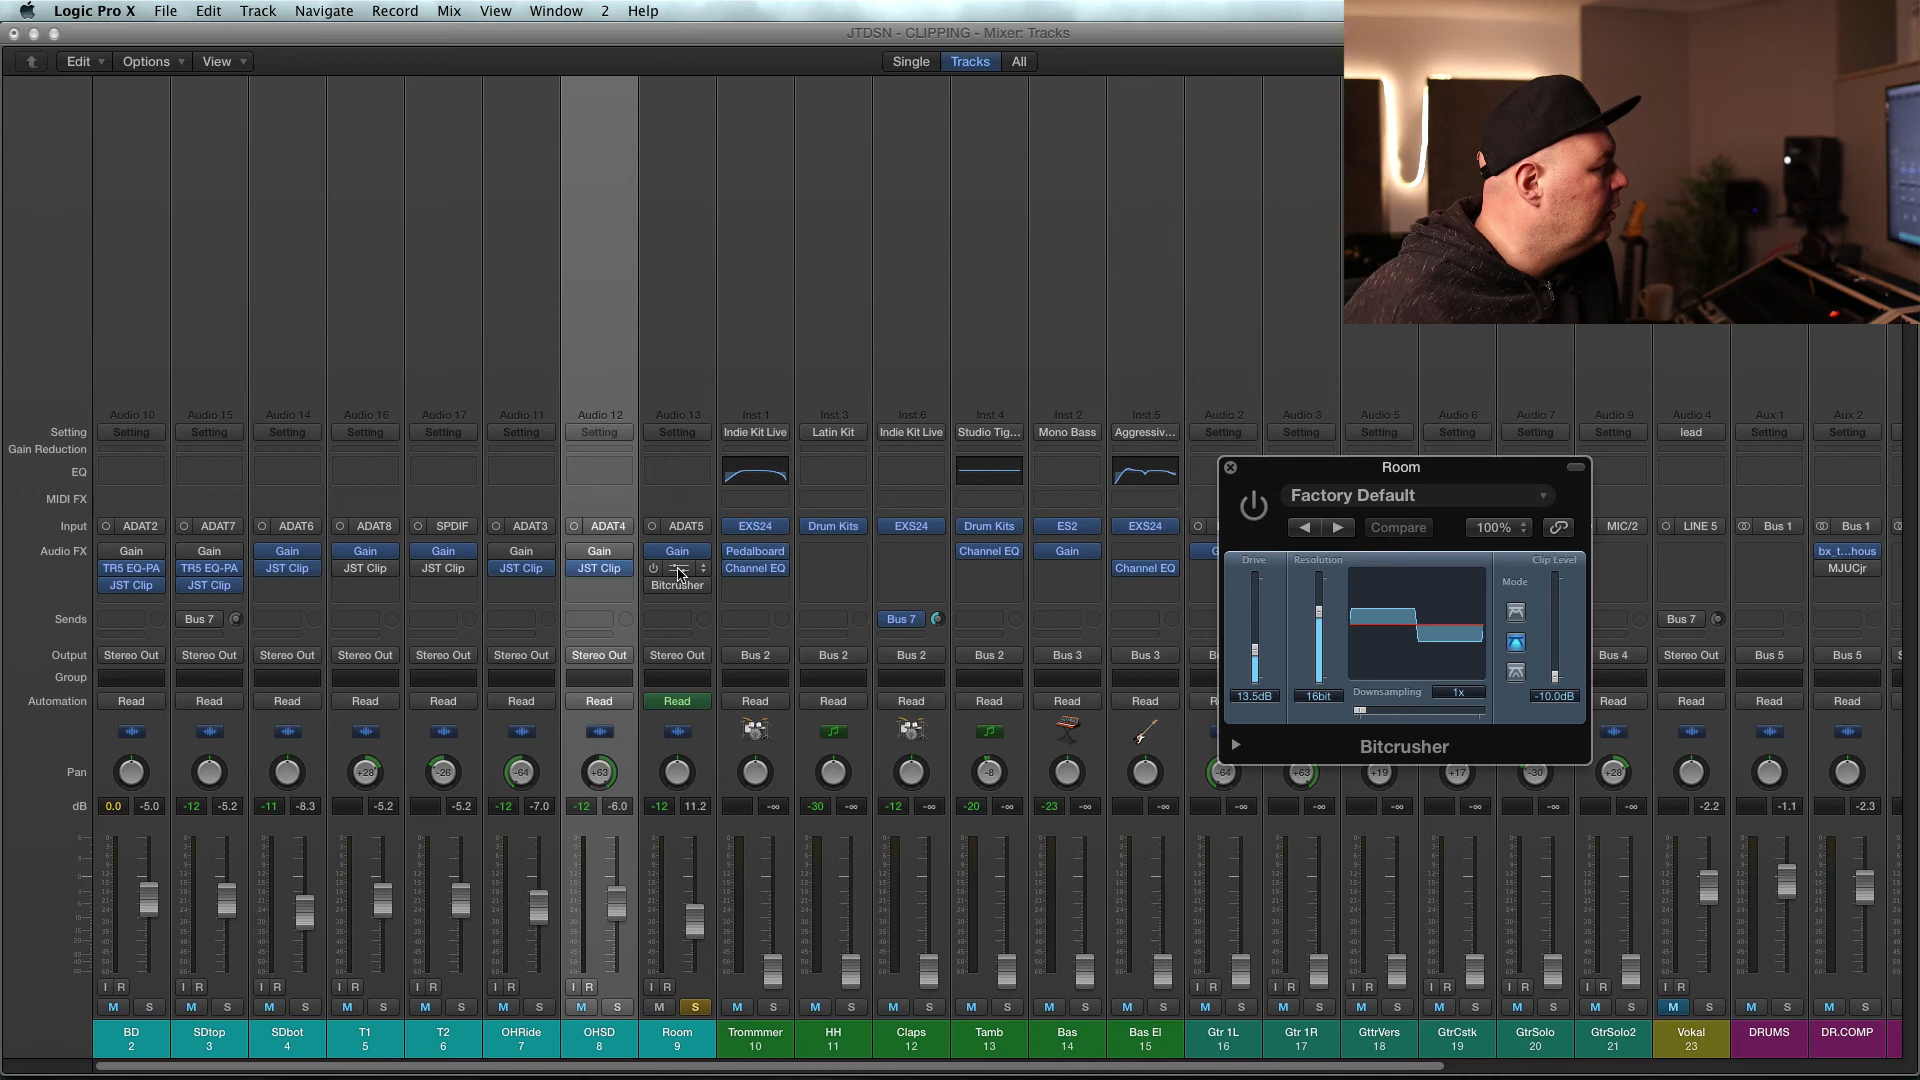 Logic Pro X File Edit Track Navigate Record Mix View Window 2 Help
JTDSN - CLIPPING - Mixer: Tracks
Edit Options View Single Tracks All
Audio 10 Audio 15 Audio 14 Audio 16 Audio 17 Audio 11 Audio 12 Audio 13 Inst 1 Inst 3 Inst 6 Inst 4 Inst 2 Inst 5 Audio 2 Audio 3 Audio 5 Audio 6 Audio 7 Audio 9 Audio 4 Aux 1 Aux 2
Setting Setting Setting Setting Setting Setting Setting Setting Setting Indie Kit Live Latin Kit Indie Kit Live Studio Tig... Mono Bass Aggressiv... Setting Setting Setting Setting Setting Setting lead Setting Setting
Gain Reduction
EQ
MIDI FX
Input ADAT2 ADAT7 ADAT6 ADAT8 SPDIF ADAT3 ADAT4 ADAT5 EXS24 Drum Kits EXS24 Drum Kits ES2 EXS24 MIC/2 LINE 5 Bus 1 Bus 1
Audio FX Gain Gain Gain Gain Gain Gain Gain Gain Pedalboard Channel EQ Gain bx_t...hous
TR5 EQ-PA TR5 EQ-PA JST Clip JST Clip JST Clip JST Clip JST Clip Channel EQ Channel EQ MJUCjr
JST Clip JST Clip Bitcrusher
Sends Bus 7 Bus 7 Bus 7
Output Stereo Out Stereo Out Stereo Out Stereo Out Stereo Out Stereo Out Stereo Out Stereo Out Bus 2 Bus 2 Bus 2 Bus 3 Bus 3 Bus 3 Bus 4 Stereo Out Bus 5 Bus 5
Group
Automation Read Read Read Read Read Read Read Read Read Read Read Read Read Read Read Read Read Read
Room
Factory Default
Compare 100%
Drive Resolution Clip Level
Mode
13.5dB 16bit Downsampling 1x -10.0dB
Bitcrusher
Pan +28 -26 -64 +63 -8 -64 +63 +19 +17 -30 +28
dB 0.0 -5.0 -12 -5.2 -11 -8.3 -5.2 -5.2 -12 -7.0 -12 -6.0 -12 11.2 -∞ -30 -∞ -12 -∞ -20 -∞ -23 -∞ -∞ -∞ -∞ -∞ -∞ -∞ -∞ -2.2 -1.1 -2.3
I R I R I R I R I R I R I R I R I R I R I R I R I R I R I R
M S M S M S M S M S M S M S M S M S M S M S M S M S M S M S M S M S M S M S M S M S M S M S
BD SDtop SDbot T1 T2 OHRide OHSD Room Trommmer HH Claps Tamb Bas Bas El Gtr 1L Gtr 1R GttrVers GtrCstk GtrSolo GtrSolo2 Vokal DRUMS DR.COMP
2 3 4 5 6 7 8 9 10 11 12 13 14 15 16 17 18 19 20 21 23